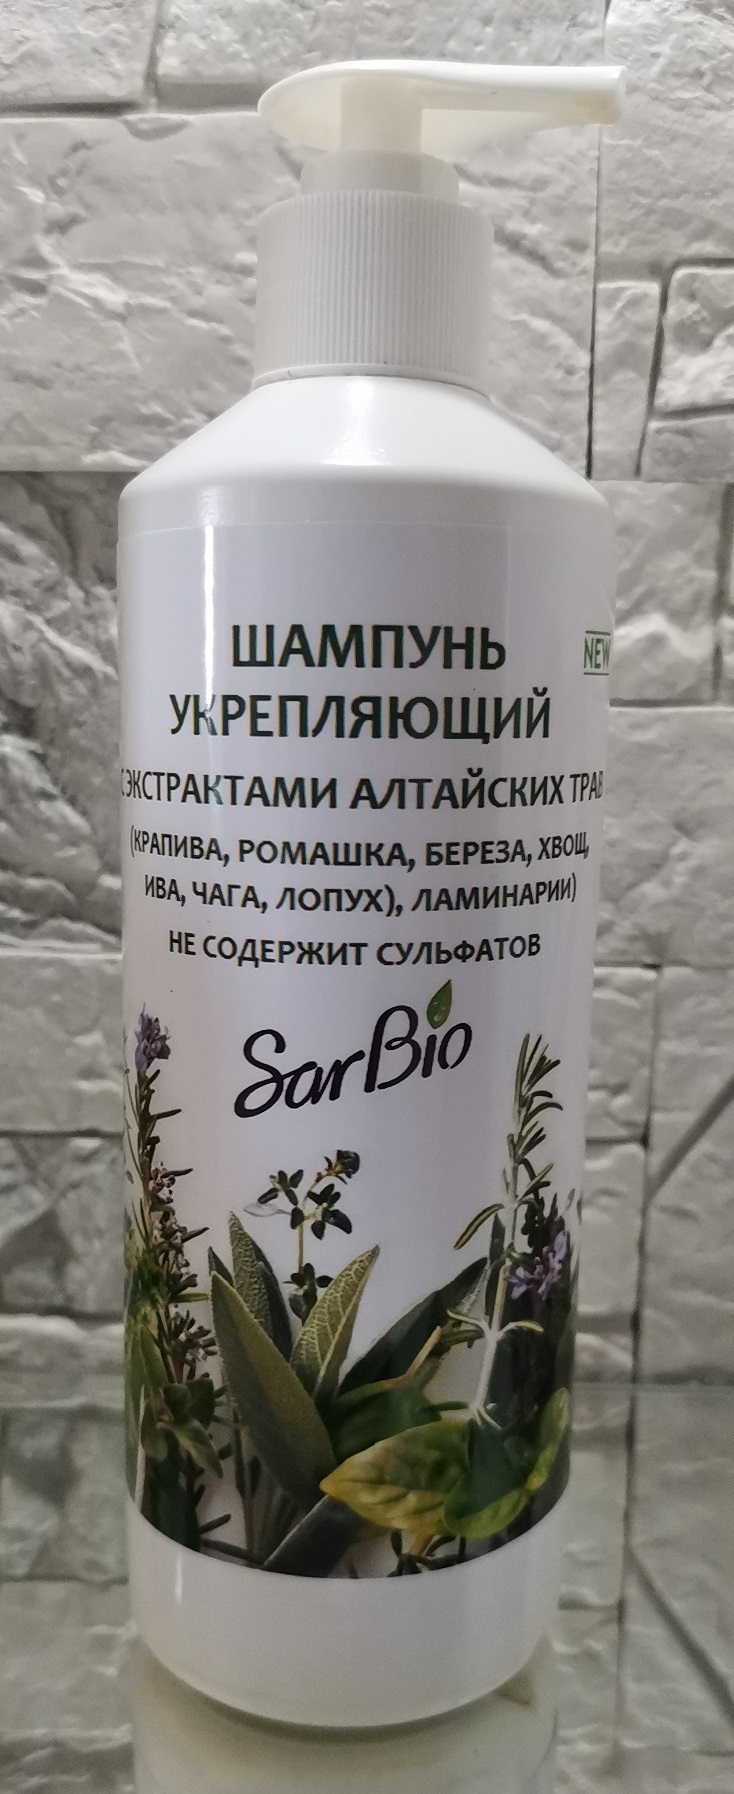 ШАМПУНЬ
NEW
УКРЕПЛЯЮЩИЙ
С ЭКСТРАКТАМИ АЛТАЙСКИХ ТРАВ
(КРАПИВА, РОМАШКА, БЕРЕЗА, ХВОЩ,
ИВА, ЧАГА, ЛОПУХ), ЛАМИНАРИИ)
НЕ СОДЕРЖИТ СУЛЬФАТОВ
SarBio